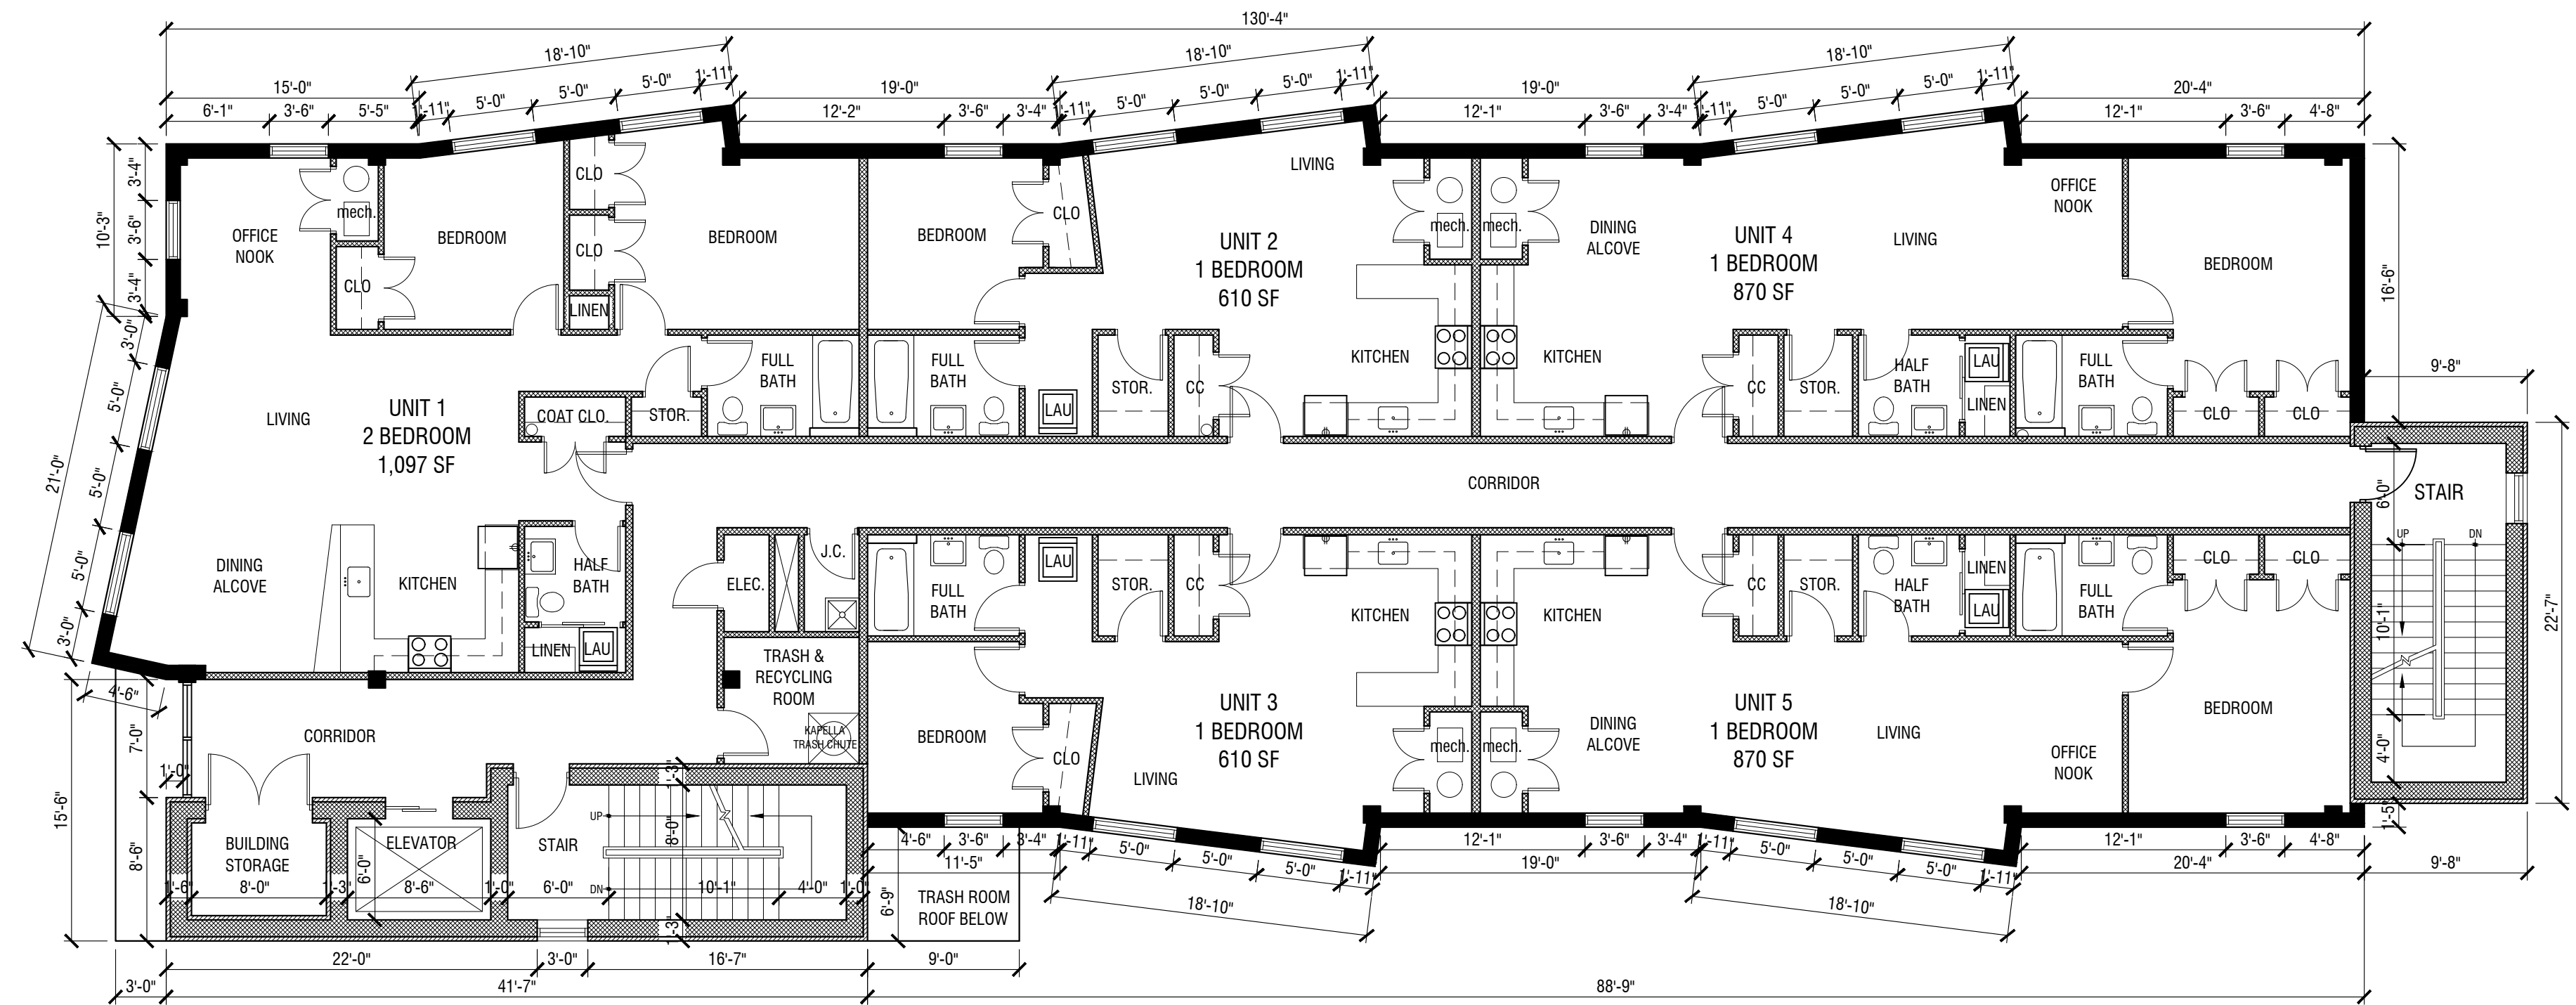 130'-4"
18'-10"
18'-10"
18'-10"
15'-0"
5'-0"
5'-0"
1'-11"
19'-0"
5'-0"
5'-0"
1'-11"
19'-0"
5'-0"
5'-0"
1'-11"
20'-4"
6'-1"
3'-6"
5'-5"
1'-11"
5'-0"
12'-2"
3'-6"
3'-4"
1'-11"
5'-0"
12'-1"
3'-6"
3'-4"
1'-11"
5'-0"
12'-1"
3'-6"
4'-8"
10'-3"
3'-4"
3'-6"
3'-4"
OFFICE
NOOK
mech.
CLO
BEDROOM
CLO
CLO
LINEN
BEDROOM
BEDROOM
CLO
LIVING
UNIT 2
1 BEDROOM
610 SF
mech.
mech.
DINING
ALCOVE
UNIT 4
1 BEDROOM
870 SF
LIVING
OFFICE
NOOK
BEDROOM
16'-6"
21'-0"
3'-0"
5'-0"
5'-0"
5'-0"
3'-0"
4'-6"
LIVING
UNIT 1
2 BEDROOM
1,097 SF
COAT CLO.
STOR.
FULL
BATH
FULL
BATH
LAU
STOR.
CC
KITCHEN
KITCHEN
CC
STOR.
HALF
BATH
LAU
LINEN
FULL
BATH
CLO
CLO
9'-8"
CORRIDOR
6'-0"
STAIR
UP
DN
10'-1"
4'-0"
22'-7"
1'-5"
9'-8"
DINING
ALCOVE
KITCHEN
HALF
BATH
LINEN
LAU
ELEC.
J.C.
TRASH &
RECYCLING
ROOM
KAPELLA
TRASH CHUTE
FULL
BATH
LAU
STOR.
CC
KITCHEN
KITCHEN
CC
STOR.
HALF
BATH
LINEN
LAU
FULL
BATH
CLO
CLO
BEDROOM
CLO
LIVING
UNIT 3
1 BEDROOM
610 SF
mech.
mech.
DINING
ALCOVE
UNIT 5
1 BEDROOM
870 SF
LIVING
OFFICE
NOOK
BEDROOM
CORRIDOR
15'-6"
7'-0"
1'-0"
8'-6"
BUILDING
STORAGE
ELEVATOR
6'-0"
STAIR
UP
DN
1'-3"
8'-0"
1'-3"
1'-6"
8'-0"
1'-3"
8'-6"
1'-0"
6'-0"
10'-1"
4'-0"
1'-0"
4'-6"
3'-6"
3'-4"
1'-11"
5'-0"
5'-0"
5'-0"
1'-11"
11'-5"
6'-9"
TRASH ROOM
ROOF BELOW
18'-10"
12'-1"
3'-6"
3'-4"
1'-11"
5'-0"
5'-0"
5'-0"
1'-11"
19'-0"
18'-10"
12'-1"
3'-6"
4'-8"
20'-4"
22'-0"
3'-0"
16'-7"
9'-0"
3'-0"
41'-7"
88'-9"